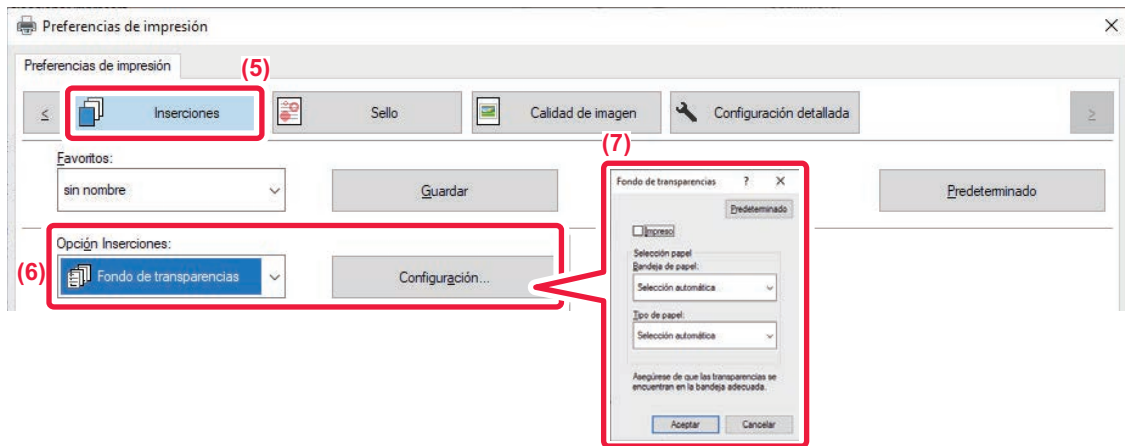 Preferencias de impresión
Preferencias de impresión
(5)
< Inserciones Sello Calidad de imagen Configuración detallada >
(7)
Favoritos:
sin nombre Guardar Predeterminado
Opción Inserciones:
(6) Fondo de transparencias Configuración...
Fondo de transparencias ? X
Predeterminado
Impreso
Selección papel
Bandeja de papel:
Selección automática
Tipo de papel:
Selección automática
Asegúrese de que las transparencias se
encuentran en la bandeja adecuada.
Aceptar Cancelar